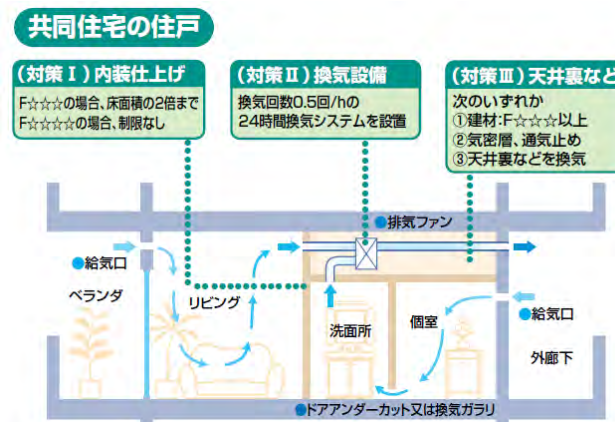 共同住宅の住戸
(対策Ⅰ)内装仕上げ
F☆☆☆の場合、床面積の2倍まで
F☆☆☆☆の場合、制限なし
(対策Ⅱ)換気設備
換気回数0.5回/hの
24時間換気システムを設置
(対策Ⅲ)天井裏など
次のいずれか
①建材:F☆☆☆以上
②気密層、通気止め
③天井裏などを換気
●排気ファン
●給気口
ベランダ
リビング
洗面所
個室
●給気口
外廊下
●ドアアンダーカット又は換気ガラリ